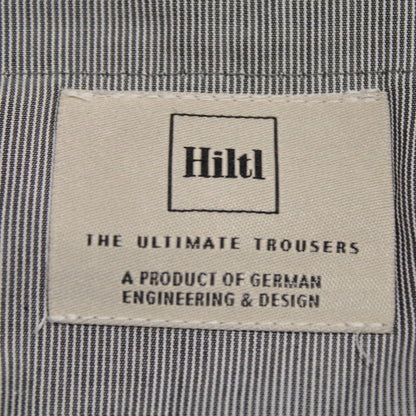 Hiltl
THE ULTIMATE TROUSERS
A PRODUCT OF GERMAN
ENGINEERING & DESIGN